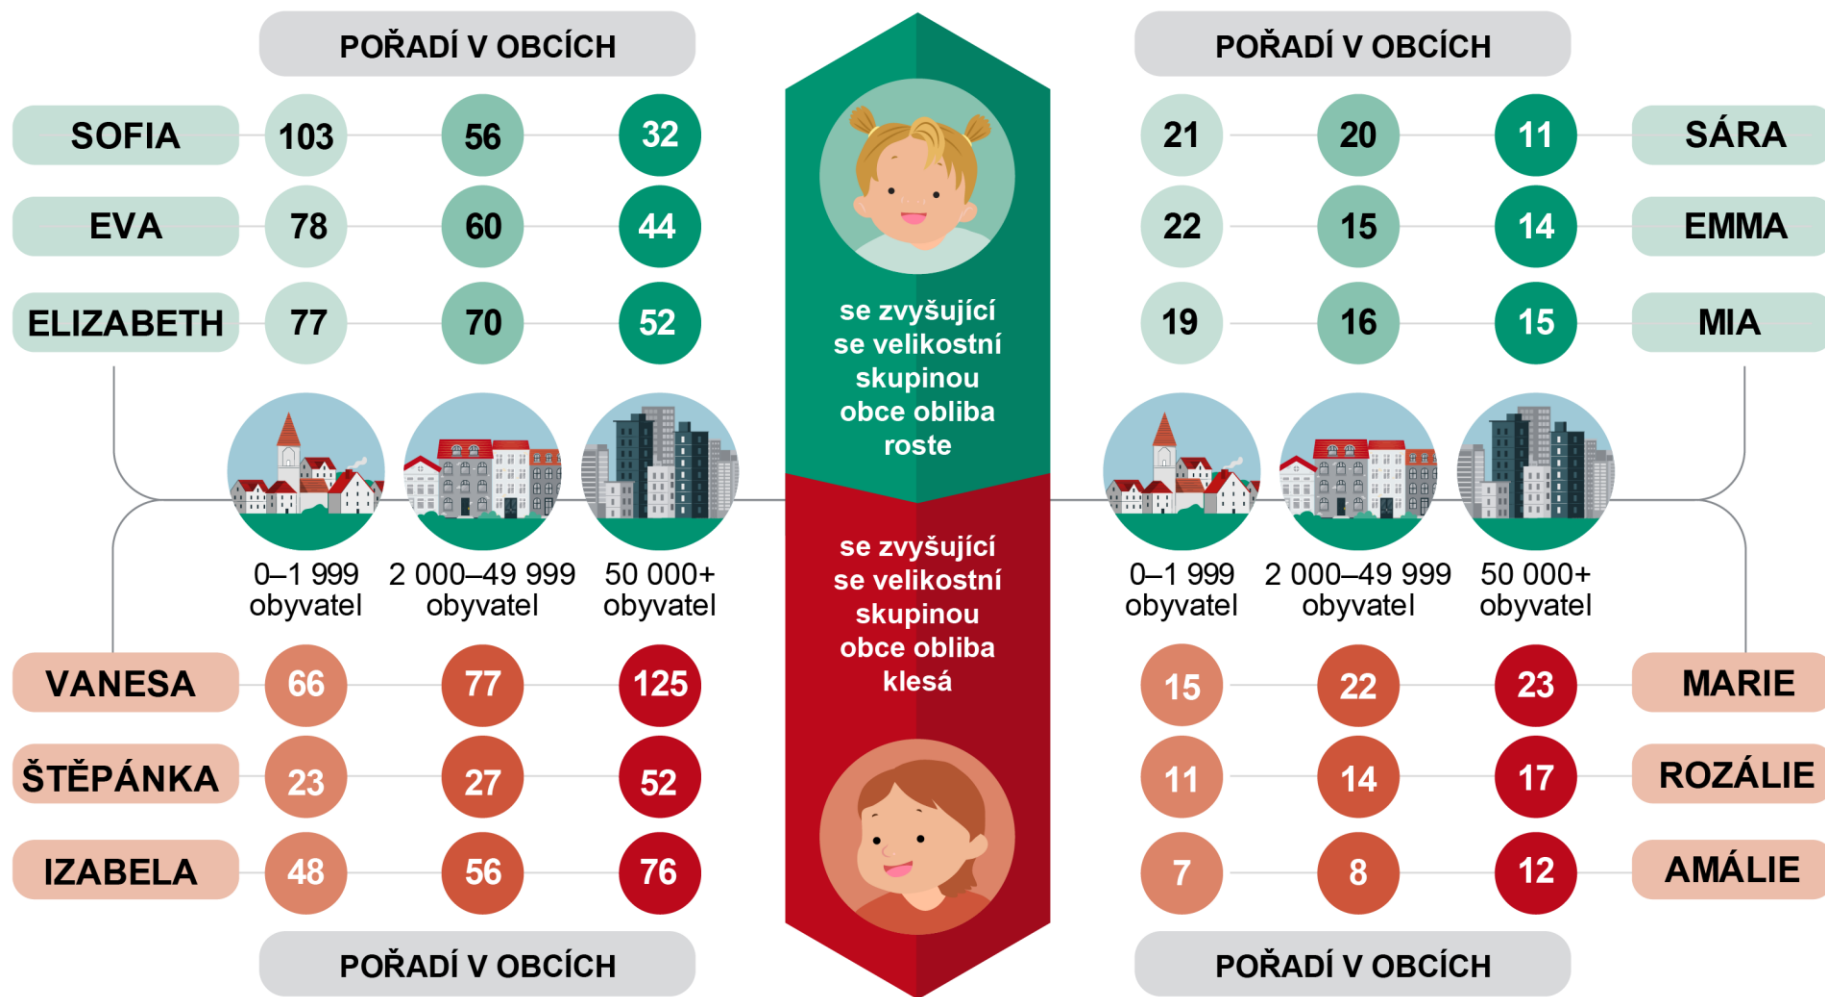 POŘADÍ V OBCÍCH
SOFIA 103 56 32
EVA 78 60 44
ELIZABETH 77 70 52
0–1 999 2 000–49 999 50 000+
obyvatel obyvatel obyvatel
VANESA 66 77 125
ŠTĚPÁNKA 23 27 52
IZABELA 48 56 76
POŘADÍ V OBCÍCH
se zvyšující
se velikostní
skupinou
obce obliba
roste
se zvyšující
se velikostní
skupinou
obce obliba
klesá
POŘADÍ V OBCÍCH
21 20 11 SÁRA
22 15 14 EMMA
19 16 15 MIA
0–1 999 2 000–49 999 50 000+
obyvatel obyvatel obyvatel
15 22 23 MARIE
11 14 17 ROZÁLIE
7 8 12 AMÁLIE
POŘADÍ V OBCÍCH